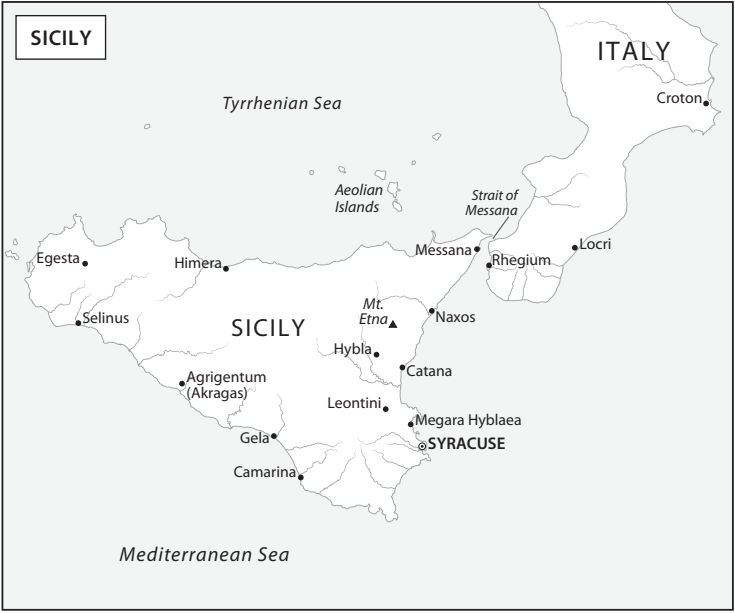 SICILY
ITALY
Croton
Tyrrhenian Sea
Aeolian
Islands
Strait of
Messana
Messana
Locri
Rhegium
Egesta
Himera
Mt.
Etna
Naxos
Selinus
SICILY
Hybla
Catana
Agrigentum
(Akragas)
Leontini
Megara Hyblaea
Gela
SYRACUSE
Camarina
Mediterranean Sea